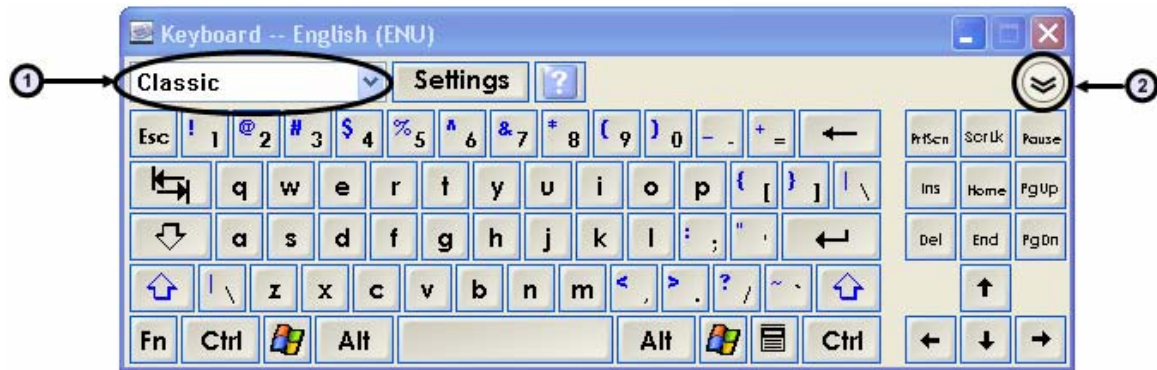 Keyboard -- English (ENU)
1 Classic Settings ? 2
Esc ! 1 @ 2 # 3 $ 4 % 5 ^ 6 & 7 * 8 ( 9 ) 0 _ - + = PrtScn ScrLk Pause
q w e r t y u i o p { [ } ] | \ Ins Home PgUp
a s d f g h j k l : ; " ' Del End PgDn
| \ z x c v b n m < , > . ? / ~ `
Fn Ctrl Alt Alt Ctrl